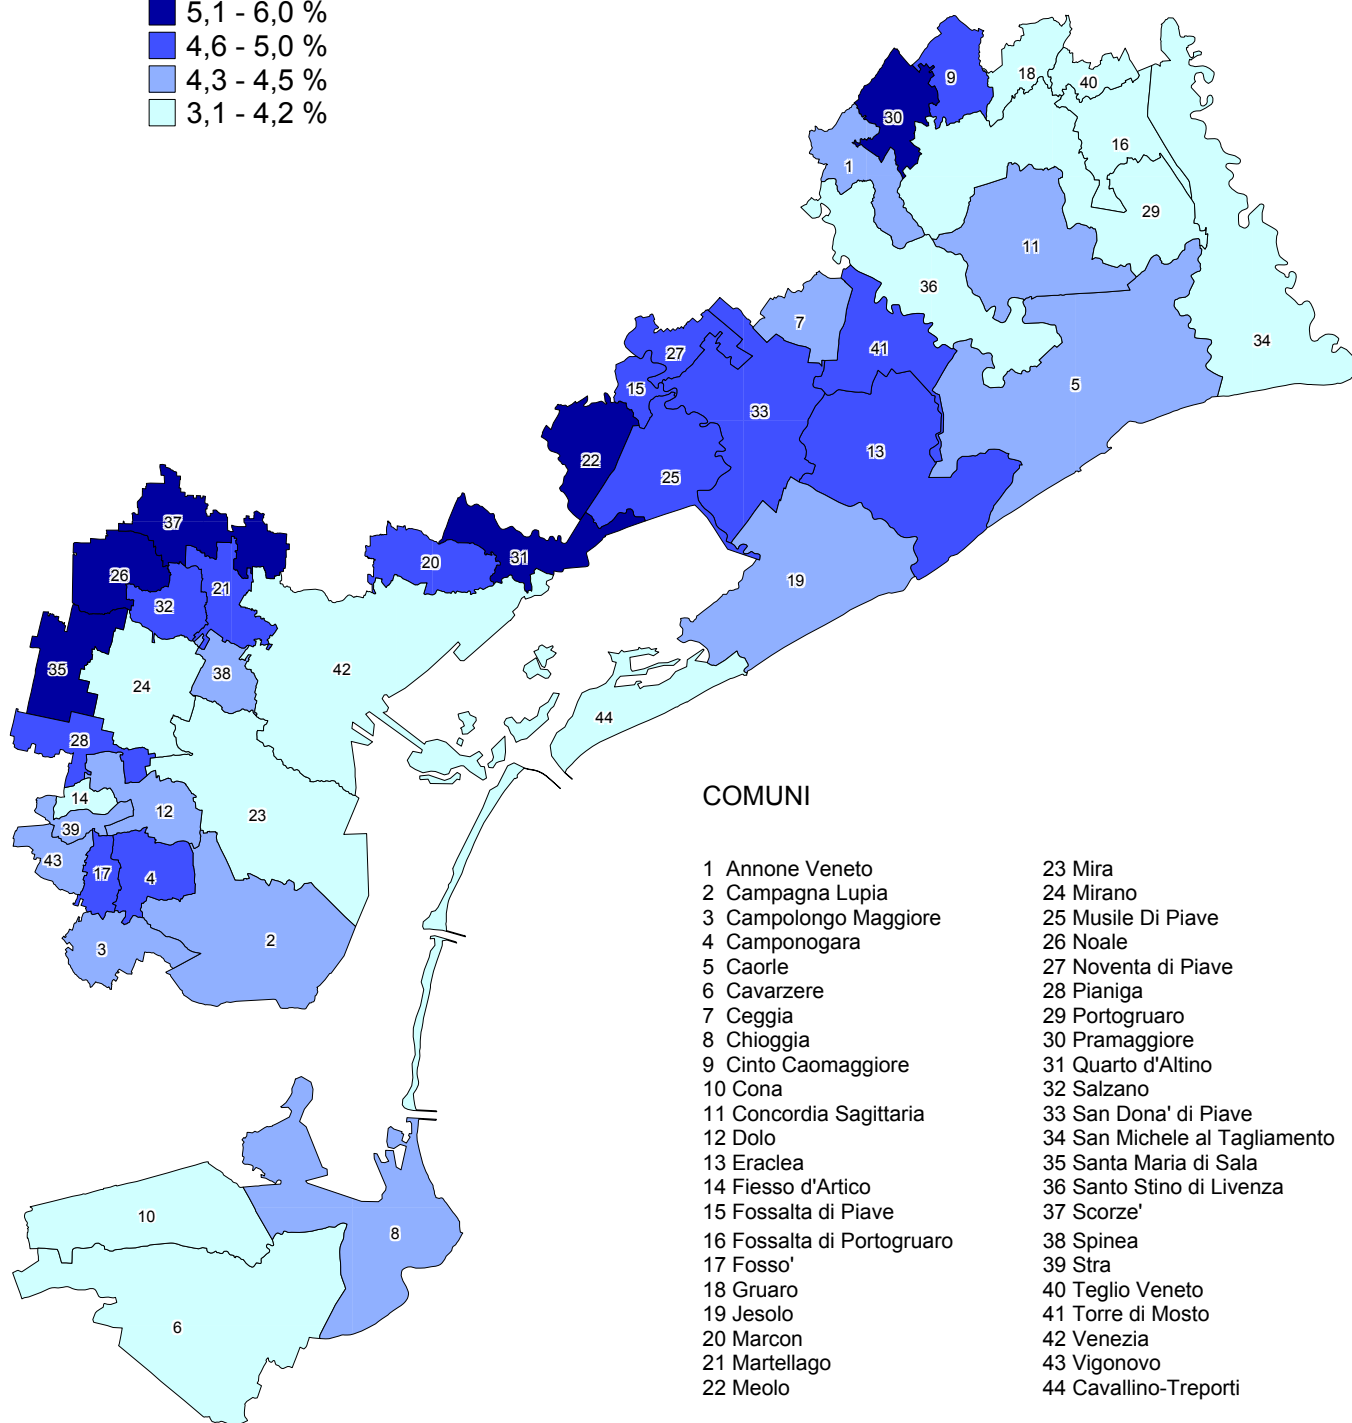 5,1 - 6,0 %
4,6 - 5,0 %
4,3 - 4,5 %
3,1 - 4,2 %
9
18
40
30
16
1
29
11
36
34
7
41
27
5
15
33
13
22
25
37
20
31
26
21
19
32
35
38
42
24
44
28
14
12
23
39
43
17
4
2
3
10
8
6
COMUNI
1 Annone Veneto
2 Campagna Lupia
3 Campolongo Maggiore
4 Camponogara
5 Caorle
6 Cavarzere
7 Ceggia
8 Chioggia
9 Cinto Caomaggiore
10 Cona
11 Concordia Sagittaria
12 Dolo
13 Eraclea
14 Fiesso d'Artico
15 Fossalta di Piave
16 Fossalta di Portogruaro
17 Fosso'
18 Gruaro
19 Jesolo
20 Marcon
21 Martellago
22 Meolo
23 Mira
24 Mirano
25 Musile Di Piave
26 Noale
27 Noventa di Piave
28 Pianiga
29 Portogruaro
30 Pramaggiore
31 Quarto d'Altino
32 Salzano
33 San Dona' di Piave
34 San Michele al Tagliamento
35 Santa Maria di Sala
36 Santo Stino di Livenza
37 Scorze'
38 Spinea
39 Stra
40 Teglio Veneto
41 Torre di Mosto
42 Venezia
43 Vigonovo
44 Cavallino-Treporti